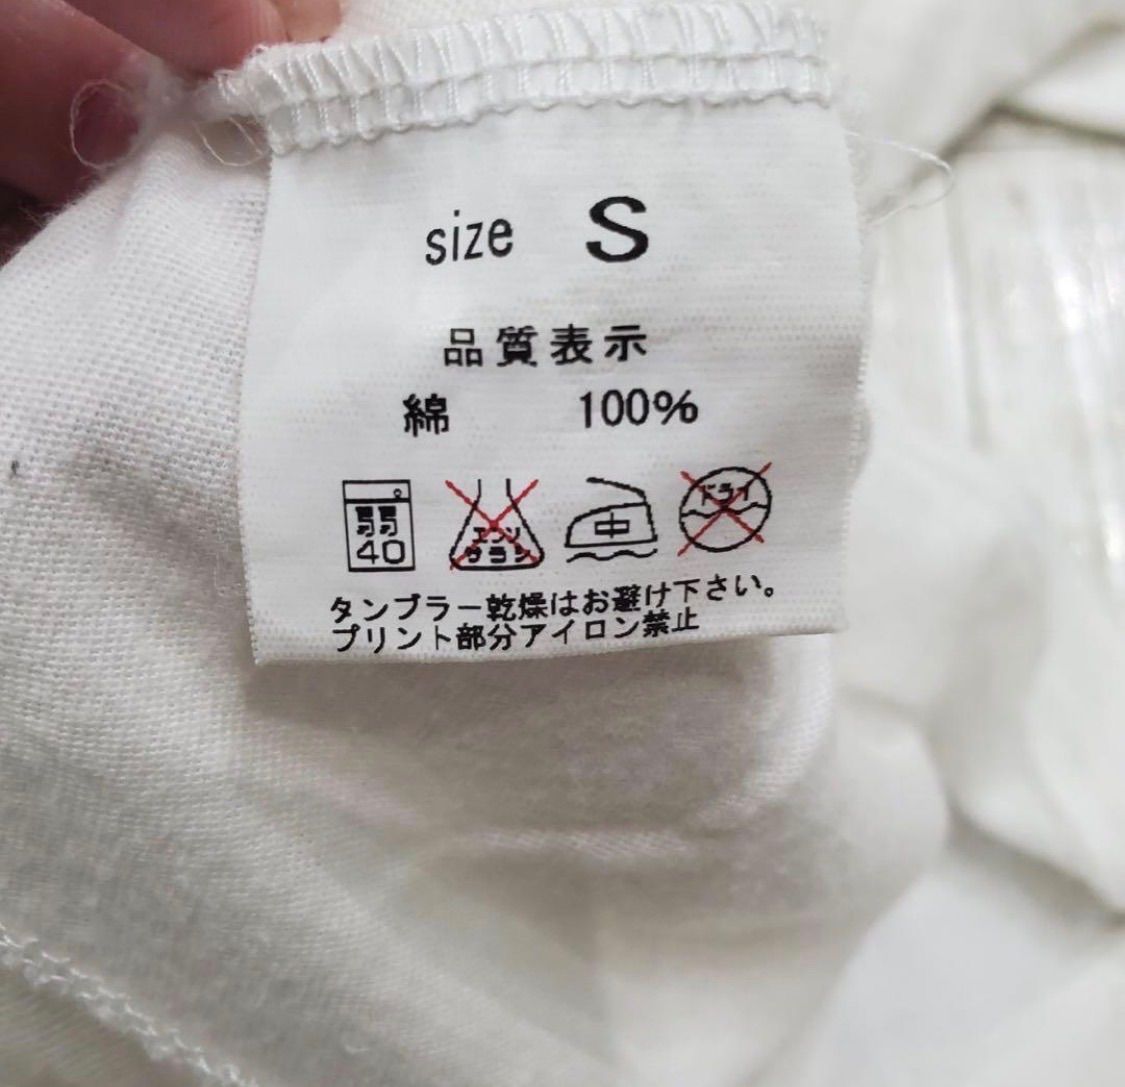 size S
品質表示
綿 100%
弱 40 エンソサラシ 中 ドライ
タンブラー乾燥はお避け下さい。
プリント部分アイロン禁止